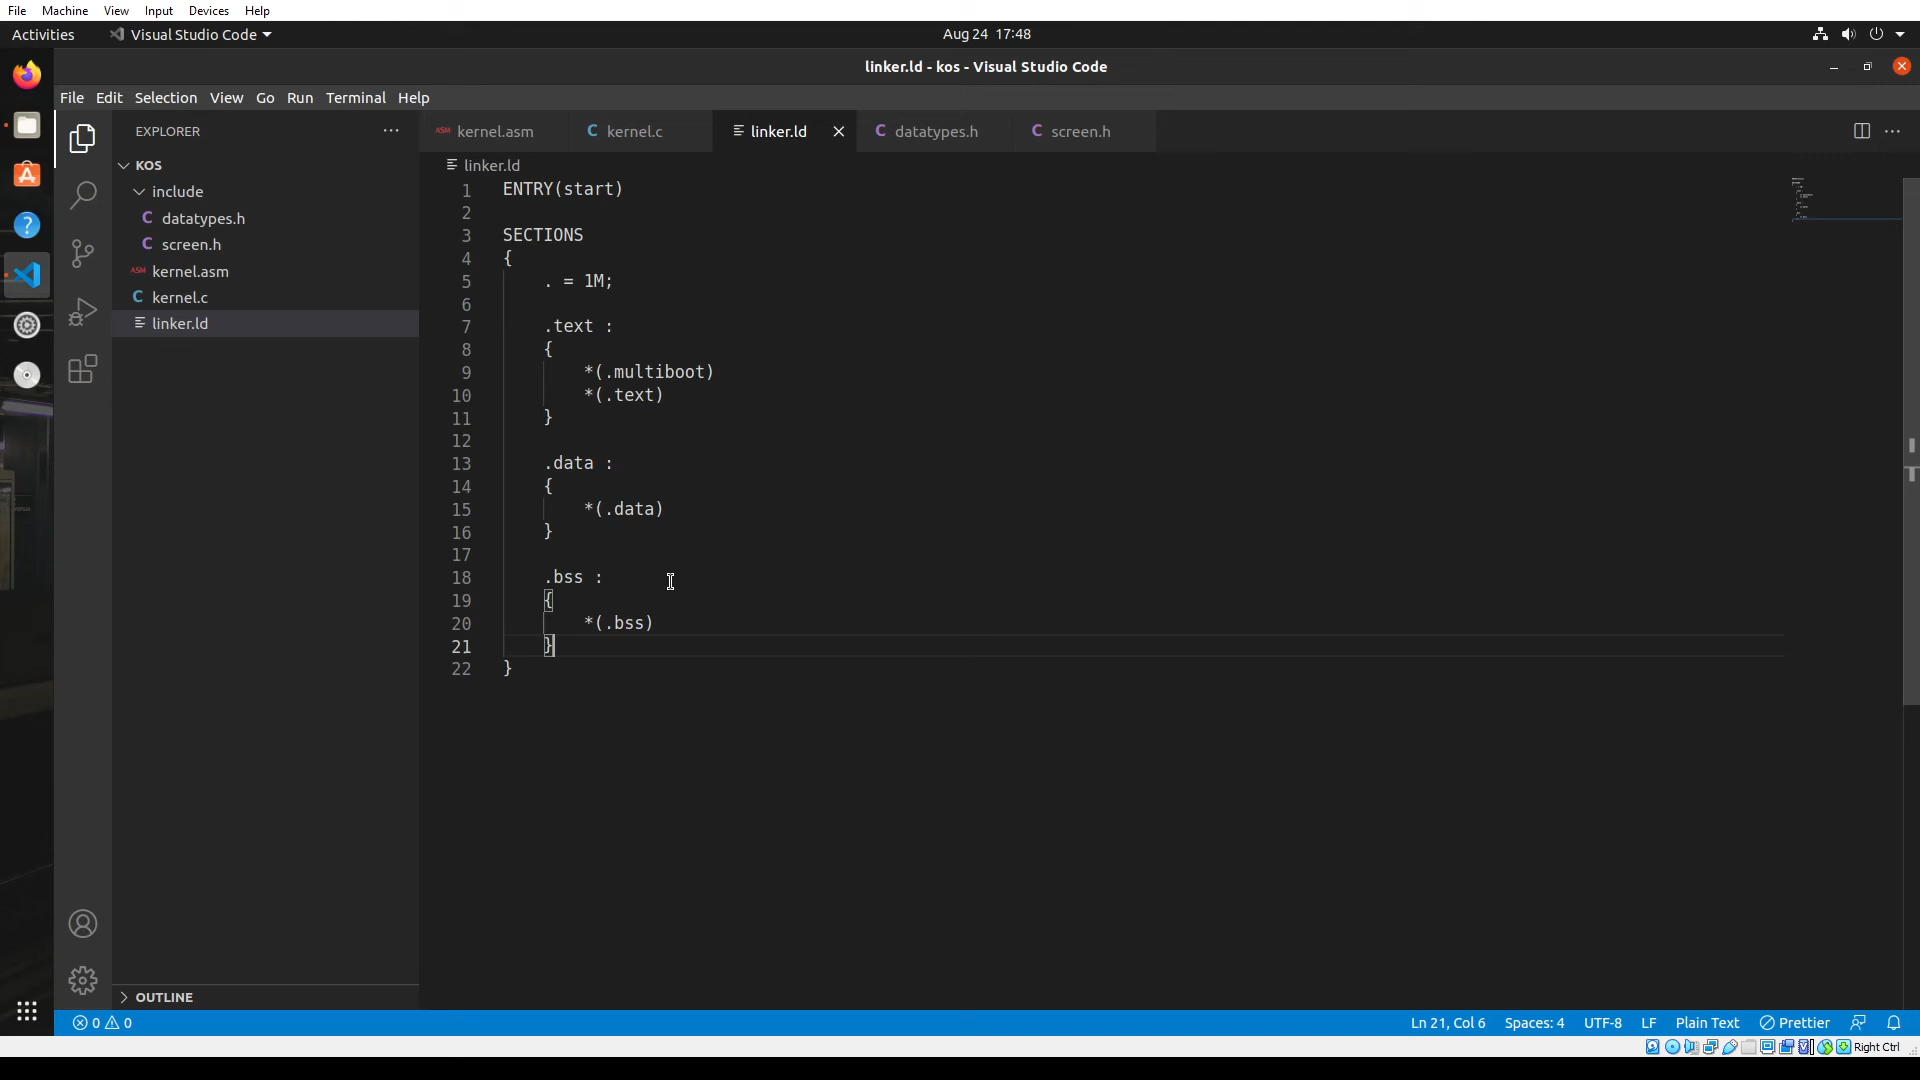 File Machine View Input Devices Help
Activities Visual Studio Code Aug 24 17:48
linker.ld - kos - Visual Studio Code
File Edit Selection View Go Run Terminal Help
EXPLORER
KOS
include
C datatypes.h
C screen.h
ASM kernel.asm
C kernel.c
linker.ld
OUTLINE
ASM kernel.asm C kernel.c linker.ld C datatypes.h C screen.h
linker.ld
1 ENTRY(start)
2
3 SECTIONS
4 {
5 . = 1M;
6
7 .text :
8 {
9 *(.multiboot)
10 *(.text)
11 }
12
13 .data :
14 {
15 *(.data)
16 }
17
18 .bss :
19 {
20 *(.bss)
21 }
22 }
0 0 Ln 21, Col 6 Spaces: 4 UTF-8 LF Plain Text Prettier
Right Ctrl